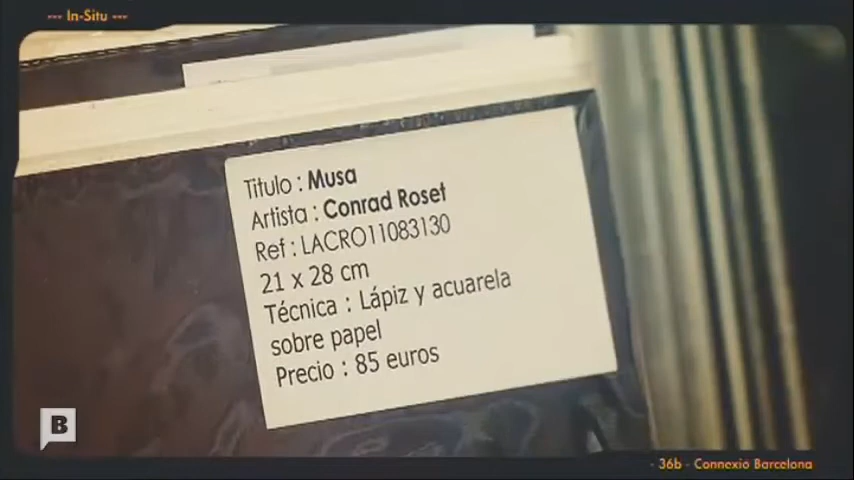 --- In-Situ ---
Titulo : Musa
Artista : Conrad Roset
Ref : LACRO11083130
21 x 28 cm
Técnica : Lápiz y acuarela
sobre papel
Precio : 85 euros
B
- 36b - Connexió Barcelona